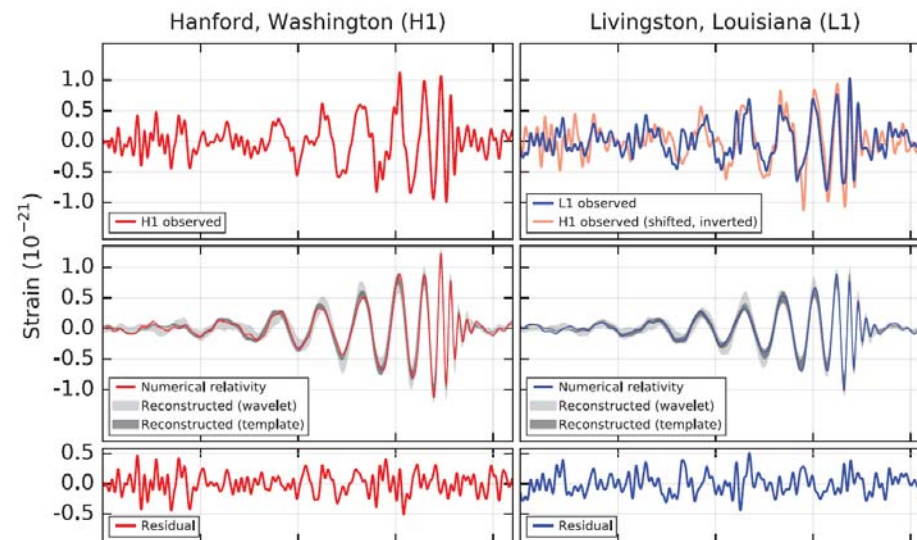 Hanford, Washington (H1)
Livingston, Louisiana (L1)
Strain (10⁻²¹)
1.0
0.5
0.0
-0.5
-1.0
H1 observed
L1 observed
H1 observed (shifted, inverted)
1.0
0.5
0.0
-0.5
-1.0
Numerical relativity
Reconstructed (wavelet)
Reconstructed (template)
Numerical relativity
Reconstructed (wavelet)
Reconstructed (template)
0.5
0.0
-0.5
Residual
Residual